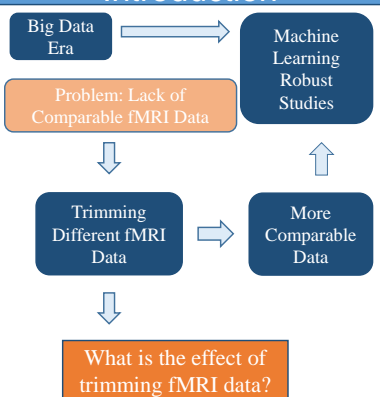 Introduction
Big Data
Era
Machine
Learning
Robust
Studies
Problem: Lack of
Comparable fMRI Data
Trimming
Different fMRI
Data
More
Comparable
Data
What is the effect of
trimming fMRI data?